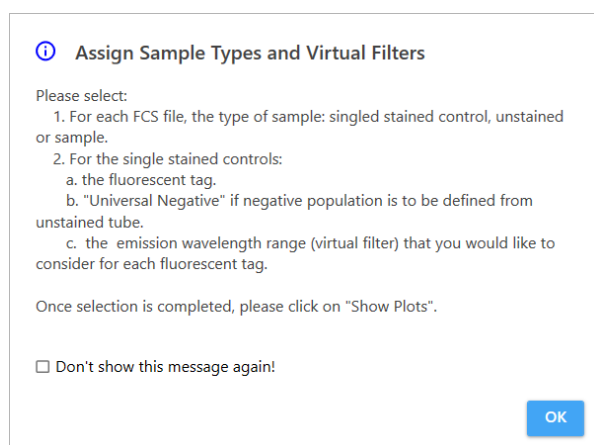 Assign Sample Types and Virtual Filters
Please select:
1. For each FCS file, the type of sample: singled stained control, unstained
or sample.
2. For the single stained controls:
a. the fluorescent tag.
b. "Universal Negative" if negative population is to be defined from
unstained tube.
c. the emission wavelength range (virtual filter) that you would like to
consider for each fluorescent tag.
Once selection is completed, please click on "Show Plots".
Don't show this message again!
OK